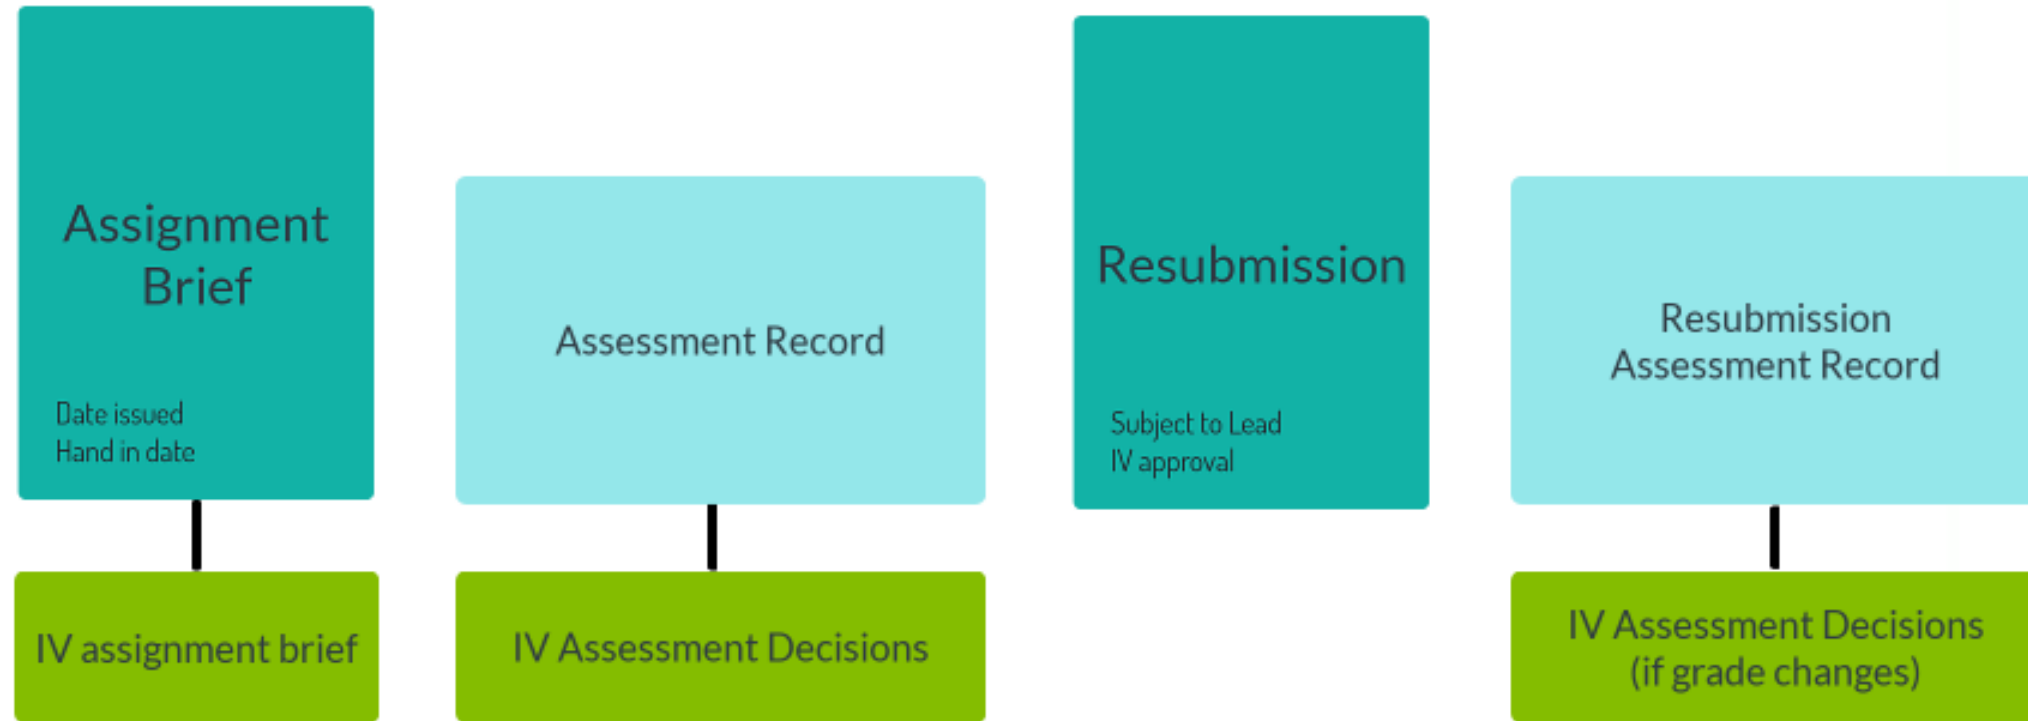 Assignment
Brief
Date issued
Hand in date
IV assignment brief
Assessment Record
IV Assessment Decisions
Resubmission
Subject to Lead
IV approval
Resubmission
Assessment Record
IV Assessment Decisions
(if grade changes)